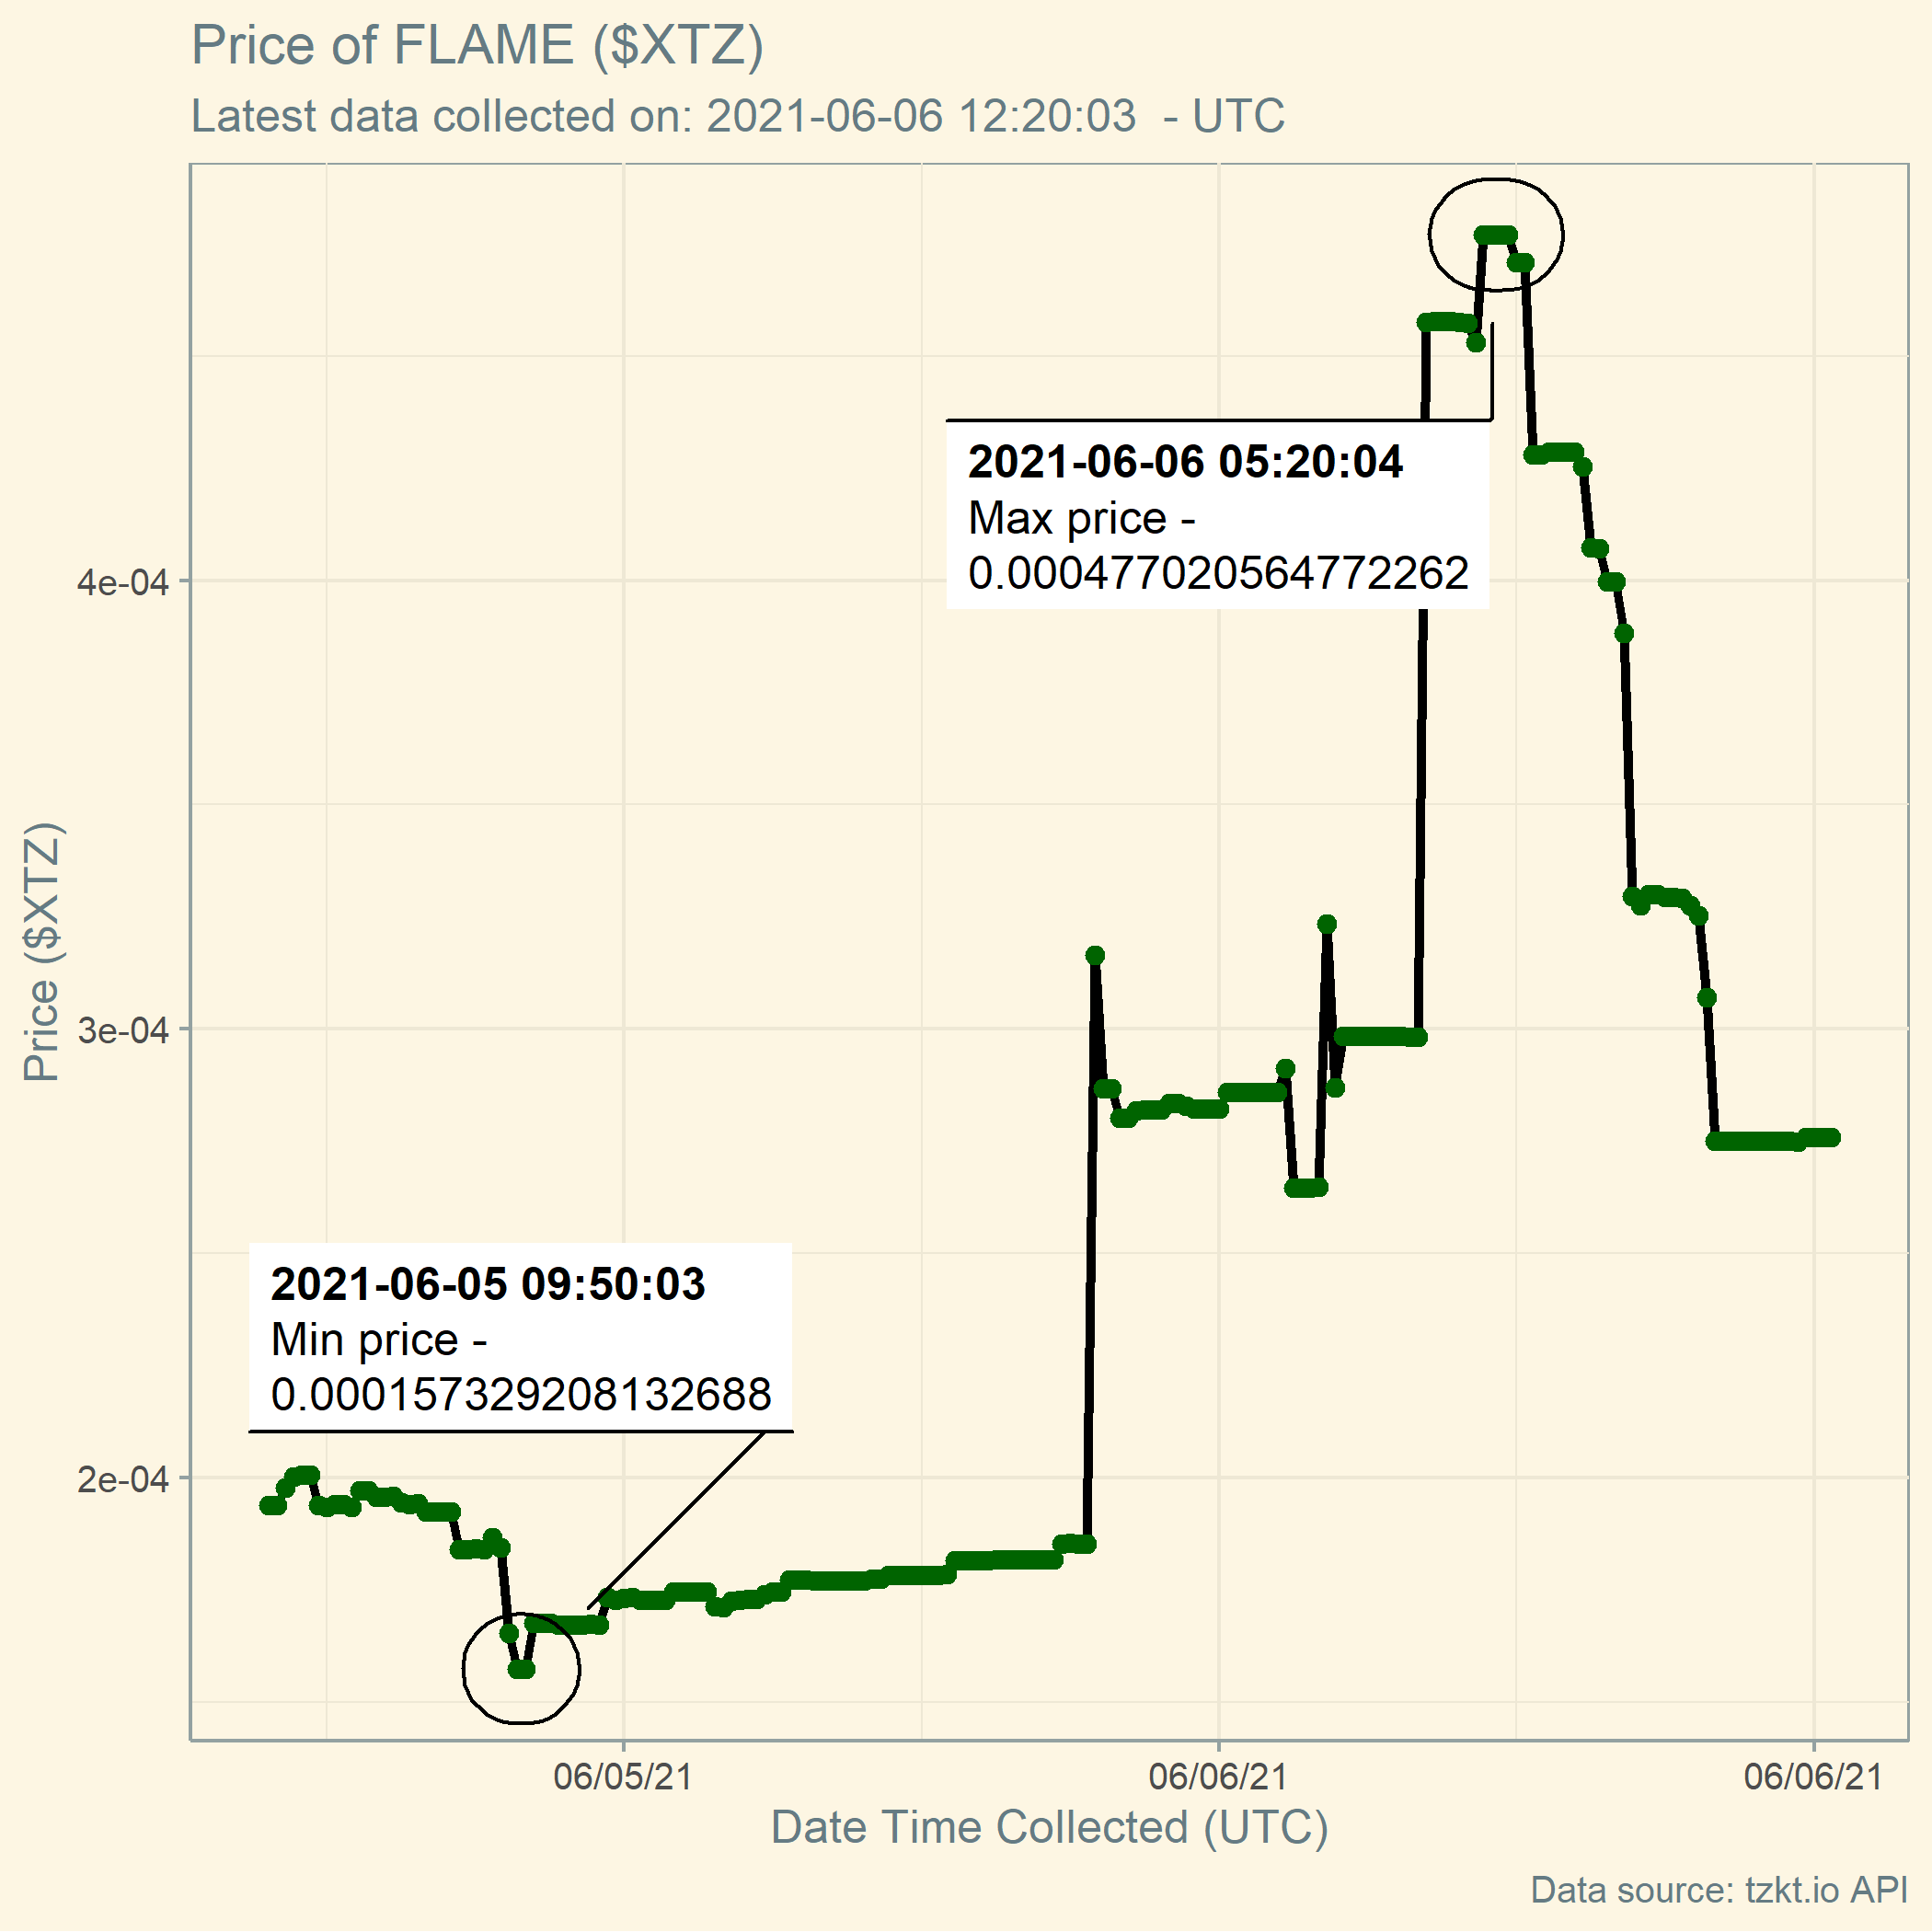 Price of FLAME ($XTZ)
Latest data collected on: 2021-06-06 12:20:03  - UTC
2021-06-06 05:20:04
Max price -
0.000477020564772262
4e-04
Price ($XTZ)
3e-04
2021-06-05 09:50:03
Min price -
0.000157329208132688
2e-04
06/05/21
06/06/21
06/06/21
Date Time Collected (UTC)
Data source: tzkt.io API